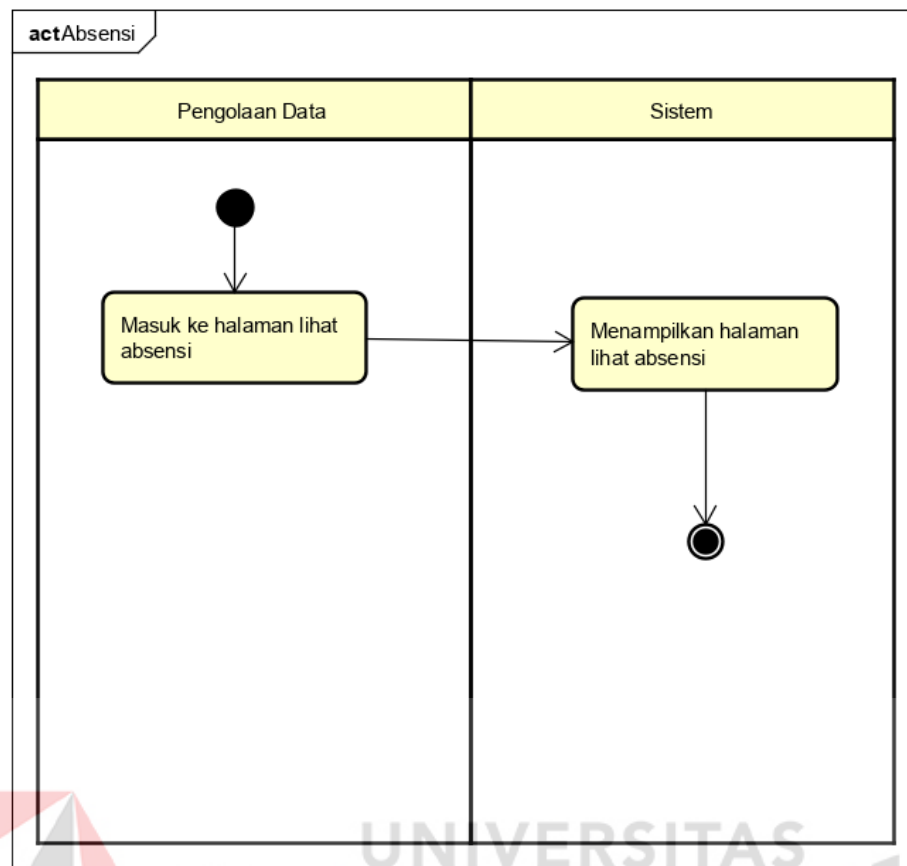 actAbsensi
Pengolaan Data
Sistem
Masuk ke halaman lihat
absensi
Menampilkan halaman
lihat absensi
UNIVERSITAS